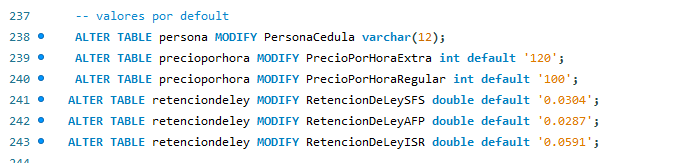 237 -- valores por defoult
238 ALTER TABLE persona MODIFY PersonaCedula varchar(12);
239 ALTER TABLE precioporhora MODIFY PrecioPorHoraExtra int default '120';
240 ALTER TABLE precioporhora MODIFY PrecioPorHoraRegular int default '100';
241 ALTER TABLE retenciondeley MODIFY RetencionDeLeySFS double default '0.0304';
242 ALTER TABLE retenciondeley MODIFY RetencionDeLeyAFP double default '0.0287';
243 ALTER TABLE retenciondeley MODIFY RetencionDeLeyISR double default '0.0591';